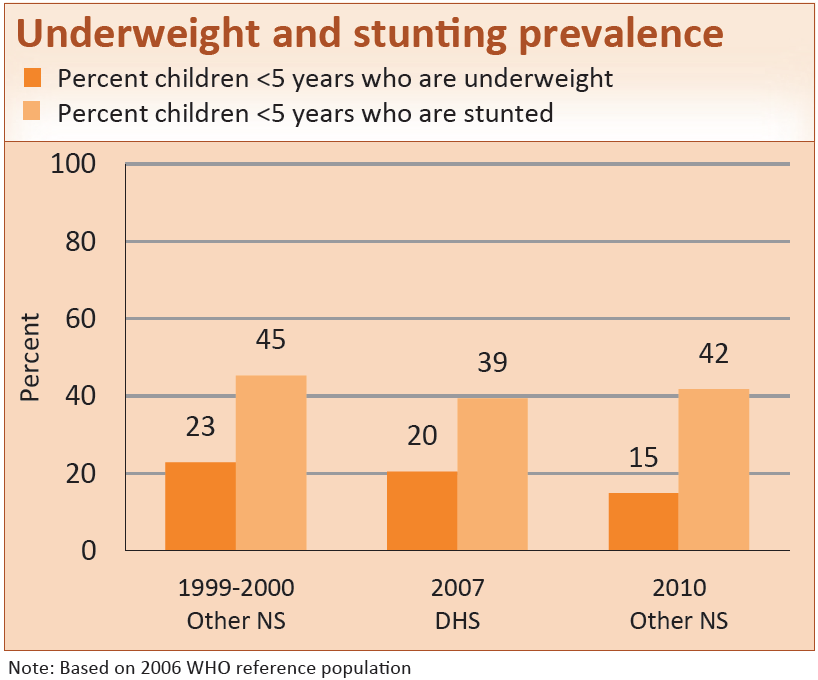 Underweight and stunting prevalence
Percent children <5 years who are underweight
Percent children <5 years who are stunted
Percent
100
80
60
40
20
0
23
45
20
39
15
42
1999-2000
Other NS
2007
DHS
2010
Other NS
Note: Based on 2006 WHO reference population